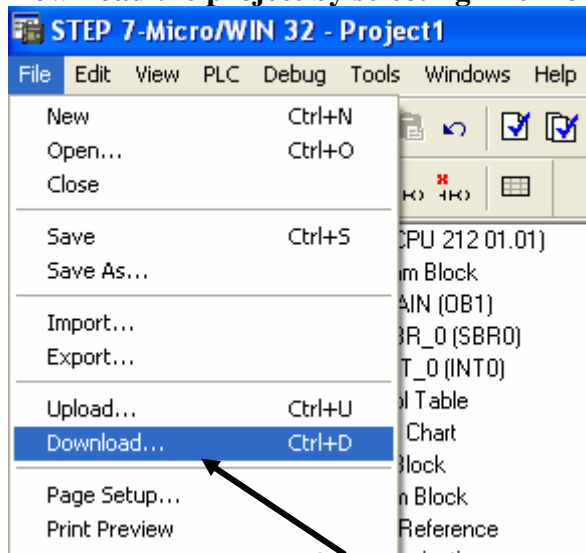 STEP 7-Micro/WIN 32 - Project1
File Edit View PLC Debug Tools Windows Help
New Ctrl+N
Open... Ctrl+O
Close
Save Ctrl+S
CPU 212 01.01)
Save As...
m Block
AIN (OB1)
Import...
BR_0 (SBR0)
Export...
T_0 (INT0)
Upload... Ctrl+U
ol Table
Download... Ctrl+D
Chart
Block
Page Setup...
m Block
Print Preview
Reference